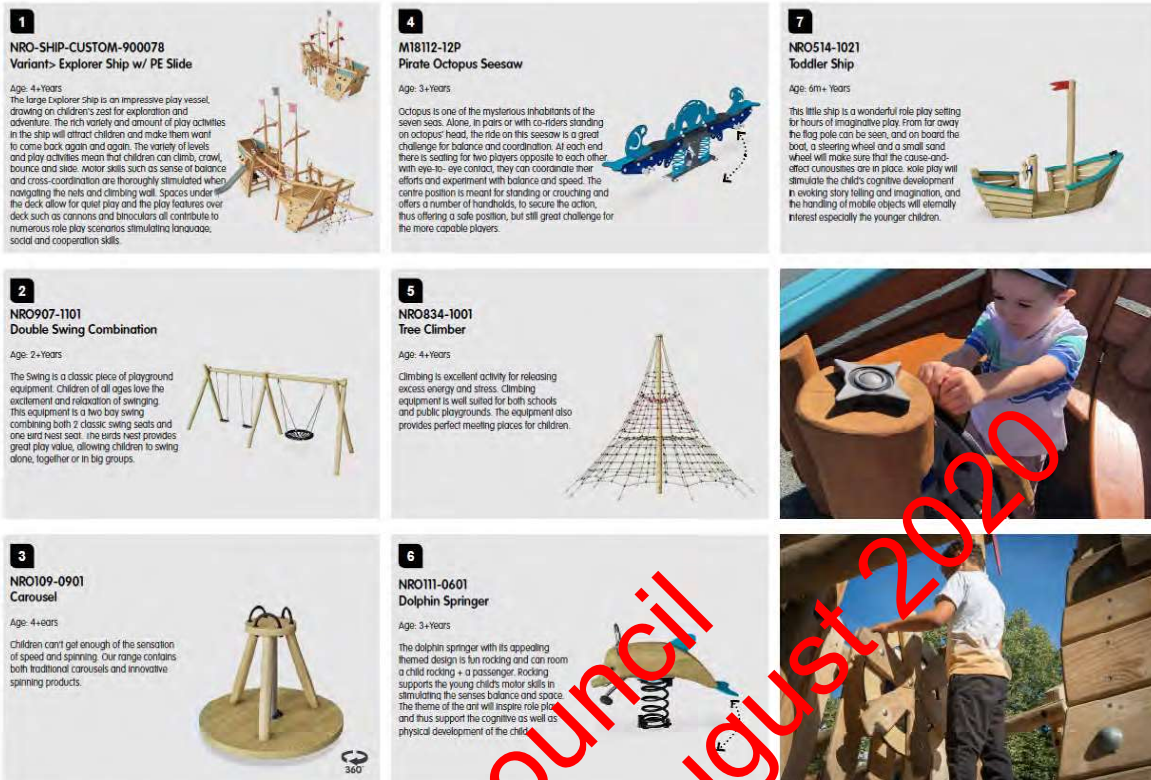 1
NRO-SHIP-CUSTOM-900078
Variant> Explorer Ship w/ PE Slide
Age: 4+Years
The large Explorer Ship is an impressive play vessel,
drawing on children's zest for exploration and
adventure. The rich variety and amount of play activities
in the ship will attract children and make them want
to come back again and again. The variety of levels
and play activities mean that children can climb, crawl,
bounce and slide. Motor skills such as sense of balance
and cross-coordination are thoroughly stimulated when
navigating the nets and climbing wall. Spaces under
the deck allow for quiet play and the play features over
deck such as cannons and binoculars all contribute to
numerous role play scenarios stimulating language,
social and cooperation skills.
2
NRO907-1101
Double Swing Combination
Age: 2+Years
The Swing is a classic piece of playground
equipment. Children of all ages love the
excitement and relaxation of swinging.
This equipment is a two bay swing
combining both 2 classic swing seats and
one Bird Nest seat. The Birds Nest provides
great play value, allowing children to swing
alone, together or in big groups.
3
NRO109-0901
Carousel
Age: 4+ears
Children can't get enough of the sensation
of speed and spinning. Our range contains
both traditional carousels and innovative
spinning products.
360°
4
M18112-12P
Pirate Octopus Seesaw
Age: 3+Years
Octopus is one of the mysterious inhabitants of the
seven seas. Alone, in pairs or with co-riders standing
on octopus' head, the ride on this seesaw is a great
challenge for balance and coordination. At each end
there is seating for two players opposite to each other
with eye-to- eye contact, they can coordinate their
efforts and experiment with balance and speed. The
centre position is meant for standing or crouching and
offers a number of handholds, to secure the action,
thus offering a safe position, but still great challenge for
the more capable players.
5
NRO834-1001
Tree Climber
Age: 4+Years
Climbing is excellent activity for releasing
excess energy and stress. Climbing
equipment is well suited for both schools
and public playgrounds. The equipment also
provides perfect meeting places for children.
6
NRO111-0601
Dolphin Springer
Age: 3+Years
The dolphin springer with its appealing
themed design is fun rocking and can room
a child rocking + a passenger. Rocking
supports the young child's motor skills in
stimulating the senses balance and space.
The theme of the ant will inspire role play
and thus support the cognitive as well as
physical development of the child.
7
NRO514-1021
Toddler Ship
Age: 6m+ Years
This little ship is a wonderful role play setting
for hours of imaginative play. From far away
the flag pole can be seen, and on board the
boat, a steering wheel and a small sand
wheel will make sure that the cause-and-
effect curiousities are in place. Role play will
stimulate the child's cognitive development
in evoking story telling and imagination, and
the handling of mobile objects will eternally
interest especially the younger children.
ouncil
ugust 2020